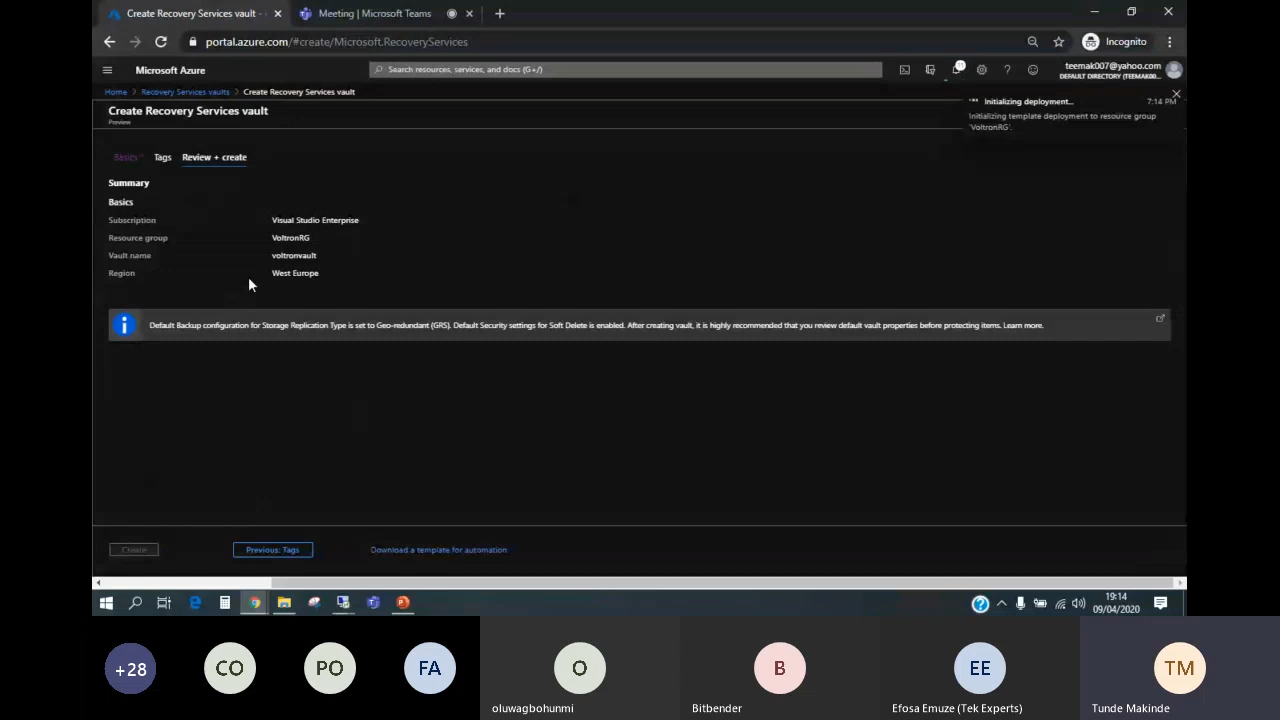 Create Recovery Services vault -
Meeting | Microsoft Teams
portal.azure.com/#create/Microsoft.RecoveryServices
Incognito
Microsoft Azure
Search resources, services, and docs (G+/)
teemak007@yahoo.com
DEFAULT DIRECTORY (TEEMAK00...
Home > Recovery Services vaults > Create Recovery Services vault
Create Recovery Services vault
Preview
Initializing deployment...
7:14 PM
Initializing template deployment to resource group
'VoltronRG'.
Basics Tags Review + create
Summary
Basics
Subscription Visual Studio Enterprise
Resource group VoltronRG
Vault name voltronvault
Region West Europe
Default Backup configuration for Storage Replication Type is set to Geo-redundant (GRS). Default Security settings for Soft Delete is enabled. After creating vault, it is highly recommended that you review default vault properties before protecting items. Learn more.
Create
Previous: Tags
Download a template for automation
19:14
09/04/2020
+28
CO
PO
FA
O
B
EE
TM
oluwagbohunmi
Bitbender
Efosa Emuze (Tek Experts)
Tunde Makinde